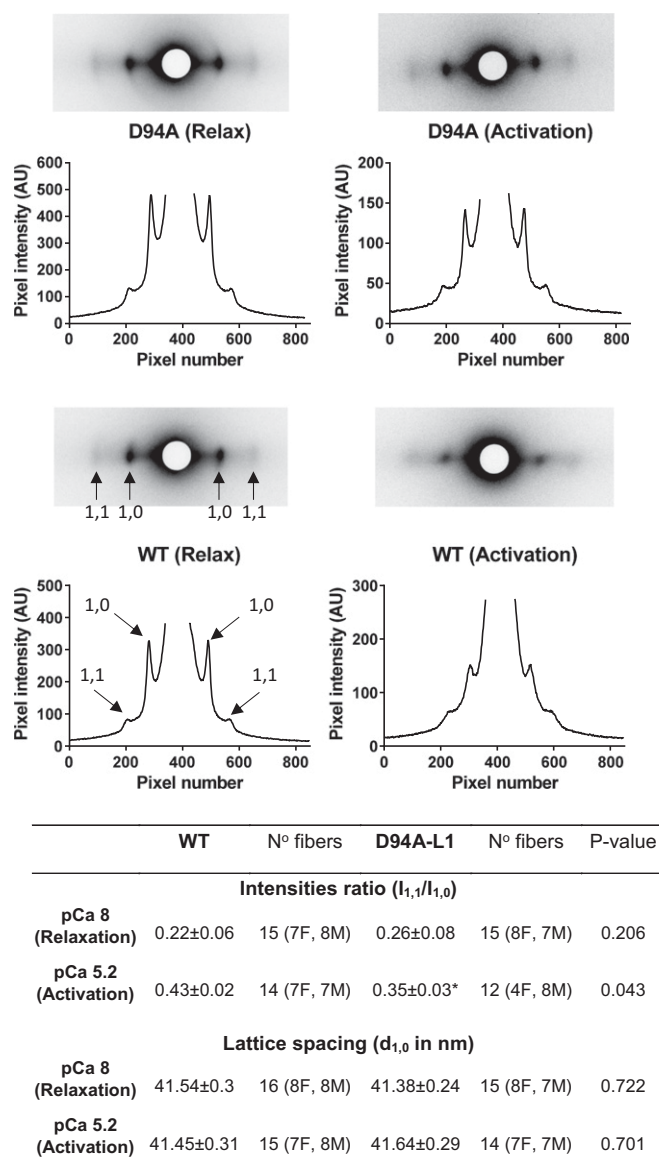 D94A (Relax)
D94A (Activation)
Pixel intensity (AU)
600
500
400
300
200
100
0
0 200 400 600 800
Pixel number
Pixel intensity (AU)
200
150
100
50
0
0 200 400 600 800
Pixel number
1,1 1,0 1,0 1,1
WT (Relax)
WT (Activation)
Pixel intensity (AU)
500
400
300
200
100
0
1,0 1,0
1,1 1,1
0 200 400 600 800
Pixel number
Pixel intensity (AU)
300
200
100
0
0 200 400 600 800
Pixel number
WT Nº fibers D94A-L1 Nº fibers P-value
Intensities ratio (I1,1/I1,0)
pCa 8
(Relaxation) 0.22±0.06 15 (7F, 8M) 0.26±0.08 15 (8F, 7M) 0.206
pCa 5.2
(Activation) 0.43±0.02 14 (7F, 7M) 0.35±0.03* 12 (4F, 8M) 0.043
Lattice spacing (d1,0 in nm)
pCa 8
(Relaxation) 41.54±0.3 16 (8F, 8M) 41.38±0.24 15 (8F, 7M) 0.722
pCa 5.2
(Activation) 41.45±0.31 15 (7F, 8M) 41.64±0.29 14 (7F, 7M) 0.701